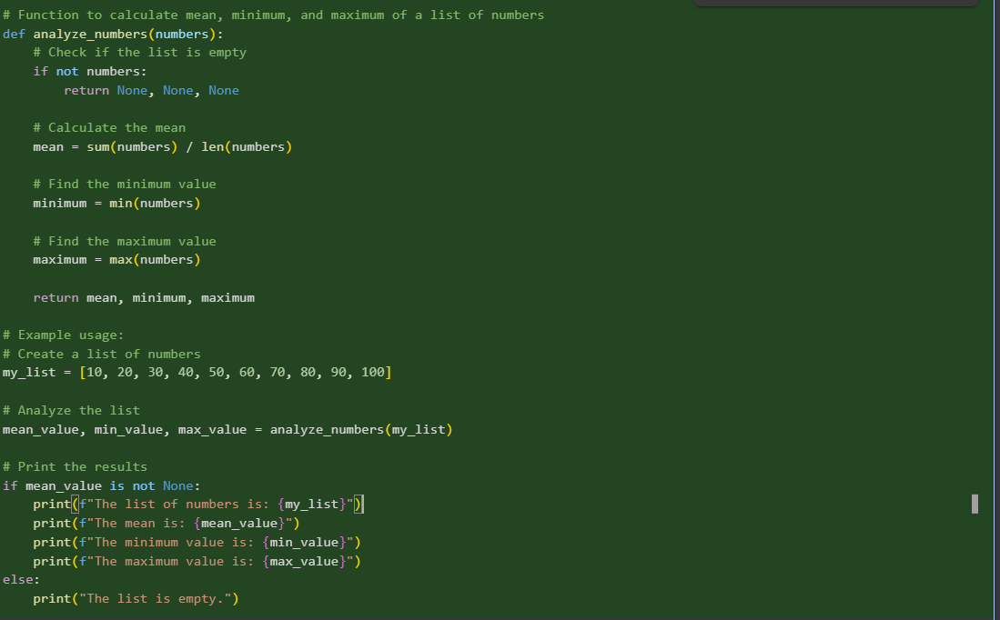 # Function to calculate mean, minimum, and maximum of a list of numbers
def analyze_numbers(numbers):
    # Check if the list is empty
    if not numbers:
        return None, None, None

    # Calculate the mean
    mean = sum(numbers) / len(numbers)

    # Find the minimum value
    minimum = min(numbers)

    # Find the maximum value
    maximum = max(numbers)

    return mean, minimum, maximum

# Example usage:
# Create a list of numbers
my_list = [10, 20, 30, 40, 50, 60, 70, 80, 90, 100]

# Analyze the list
mean_value, min_value, max_value = analyze_numbers(my_list)

# Print the results
if mean_value is not None:
    print(f"The list of numbers is: {my_list}")
    print(f"The mean is: {mean_value}")
    print(f"The minimum value is: {min_value}")
    print(f"The maximum value is: {max_value}")
else:
    print("The list is empty.")